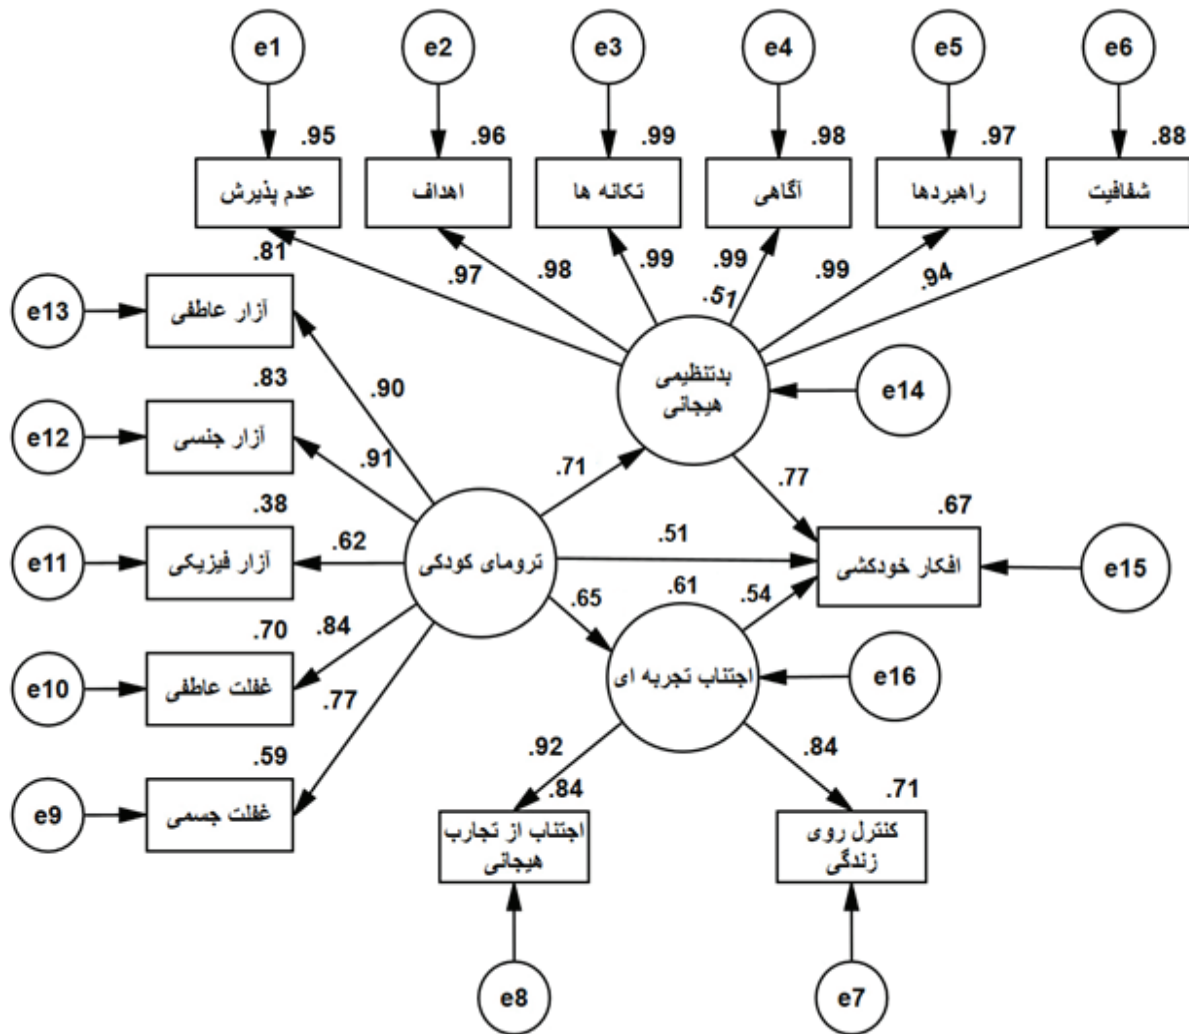 e1
e2
e3
e4
e5
e6
.95
.96
.99
.98
.97
.88
عدم پذیرش
اهداف
تکانه ها
آگاهی
راهبردها
شفافیت
.97
.98
.99
.99
.51
.99
.94
.81
e13
آزار عاطفی
.90
.83
e12
آزار جنسی
.91
بدتنظیمی
هیجانی
e14
.71
.77
.38
e11
آزار فیزیکی
.62
ترومای کودکی
.51
.67
افکار خودکشی
e15
.65
.61
.54
.70
e10
غفلت عاطفی
.84
اجتناب تجربه ای
e16
.77
.59
e9
غفلت جسمی
.92
.84
.84
.71
اجتناب از تجارب
هیجانی
کنترل روی
زندگی
e8
e7